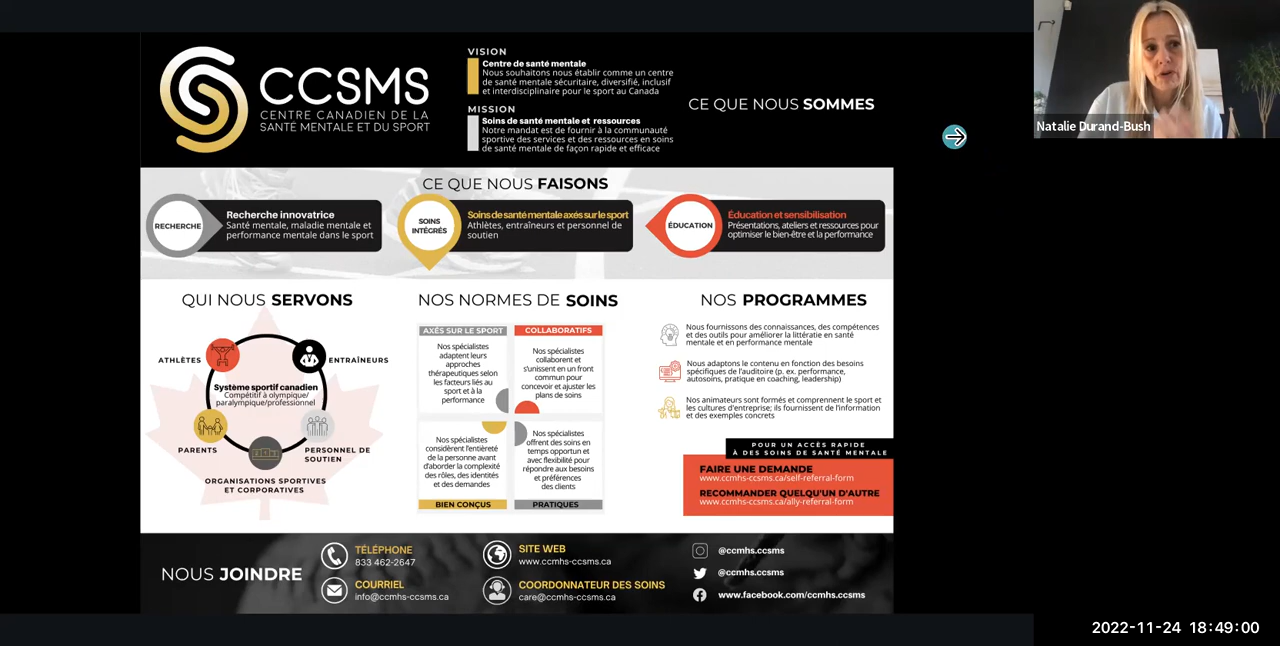 CCSMS
CENTRE CANADIEN DE LA
SANTÉ MENTALE ET DU SPORT
VISION
Centre de santé mentale
Nous souhaitons nous établir comme un centre
de santé mentale sécuritaire, diversifié, inclusif
et interdisciplinaire pour le sport au Canada
MISSION
Soins de santé mentale et ressources
Notre mandat est de fournir à la communauté
sportive des services et des ressources en soins
de santé mentale de façon rapide et efficace
CE QUE NOUS SOMMES
Natalie Durand-Bush
CE QUE NOUS FAISONS
RECHERCHE
Recherche innovatrice
Santé mentale, maladie mentale et
performance mentale dans le sport
SOINS
INTÉGRÉS
Soins de santé mentale axés sur le sport
Athlètes, entraîneurs et personnel de
soutien
ÉDUCATION
Éducation et sensibilisation
Présentations, ateliers et ressources pour
optimiser le bien-être et la performance
QUI NOUS SERVONS
ATHLÈTES
ENTRAÎNEURS
Système sportif canadien
Compétitif à olympique/
paralympique/professionnel
PARENTS
PERSONNEL DE
SOUTIEN
ORGANISATIONS SPORTIVES
ET CORPORATIVES
NOS NORMES DE SOINS
AXÉS SUR LE SPORT
Nos spécialistes
adaptent leurs
approches
thérapeutiques selon
les facteurs liés au
sport et à la
performance
COLLABORATIFS
Nos spécialistes
collaborent et
s'unissent en un front
commun pour
concevoir et ajuster les
plans de soins
Nos spécialistes
considèrent l'entièreté
de la personne avant
d'aborder la complexité
des rôles, des identités
et des demandes
BIEN CONÇUS
Nos spécialistes
offrent des soins en
temps opportun et
avec flexibilité pour
répondre aux besoins
et préférences
des clients
PRATIQUES
NOS PROGRAMMES
Nous fournissons des connaissances, des compétences
et des outils pour améliorer la littératie en santé
mentale et en performance mentale
Nous adaptons le contenu en fonction des besoins
spécifiques de l'auditoire (p. ex. performance,
autosoins, pratique en coaching, leadership)
Nos animateurs sont formés et comprennent le sport et
les cultures d'entreprise; ils fournissent de l'information
et des exemples concrets
POUR UN ACCÈS RAPIDE
À DES SOINS DE SANTÉ MENTALE
FAIRE UNE DEMANDE
www.ccmhs-ccsms.ca/self-referral-form
RECOMMANDER QUELQU'UN D'AUTRE
www.ccmhs-ccsms.ca/ally-referral-form
NOUS JOINDRE
TÉLÉPHONE
833 462-2647
COURRIEL
info@ccmhs-ccsms.ca
SITE WEB
www.ccmhs-ccsms.ca
COORDONNATEUR DES SOINS
care@ccmhs-ccsms.ca
@ccmhs.ccsms
@ccmhs.ccsms
www.facebook.com/ccmhs.ccsms
2022-11-24 18:49:00